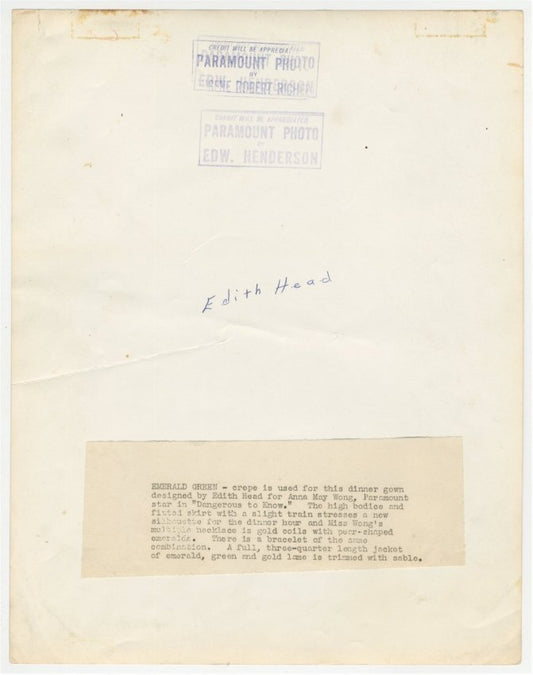 CREDIT WILL BE APPRECIATED
PARAMOUNT PHOTO
BY
EDW. HENDERSON
GENE ROBERT RICHEE
CREDIT WILL BE APPRECIATED
PARAMOUNT PHOTO
BY
EDW. HENDERSON
Edith Head
EMERALD GREEN - crepe is used for this dinner gown
designed by Edith Head for Anna May Wong, Paramount
star in "Dangerous to Know." The high bodice and
fitted skirt with a slight train stresses a new
silhouette for the dinner hour and Miss Wong's
multiple necklace is gold coils with pear-shaped
emeralds. There is a bracelet of the same
combination. A full, three-quarter length jacket
of emerald, green and gold lame is trimmed with sable.